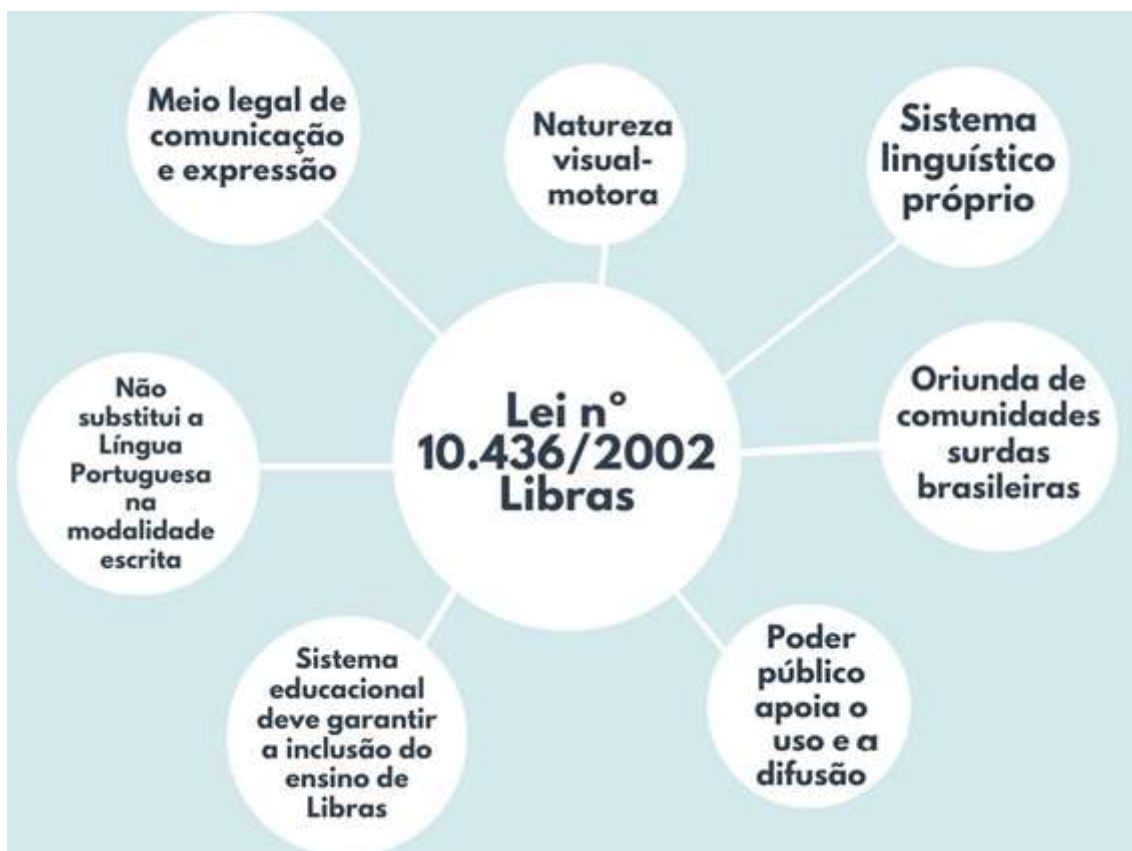 Meio legal de
comunicação
e expressão
Natureza
visual-
motora
Sistema
linguístico
próprio
Não
substitui a
Língua
Portuguesa
na
modalidade
escrita
Lei nº
10.436/2002
Libras
Oriunda de
comunidades
surdas
brasileiras
Sistema
educacional
deve garantir
a inclusão do
ensino de
Libras
Poder
público
apoia o
uso e a
difusão